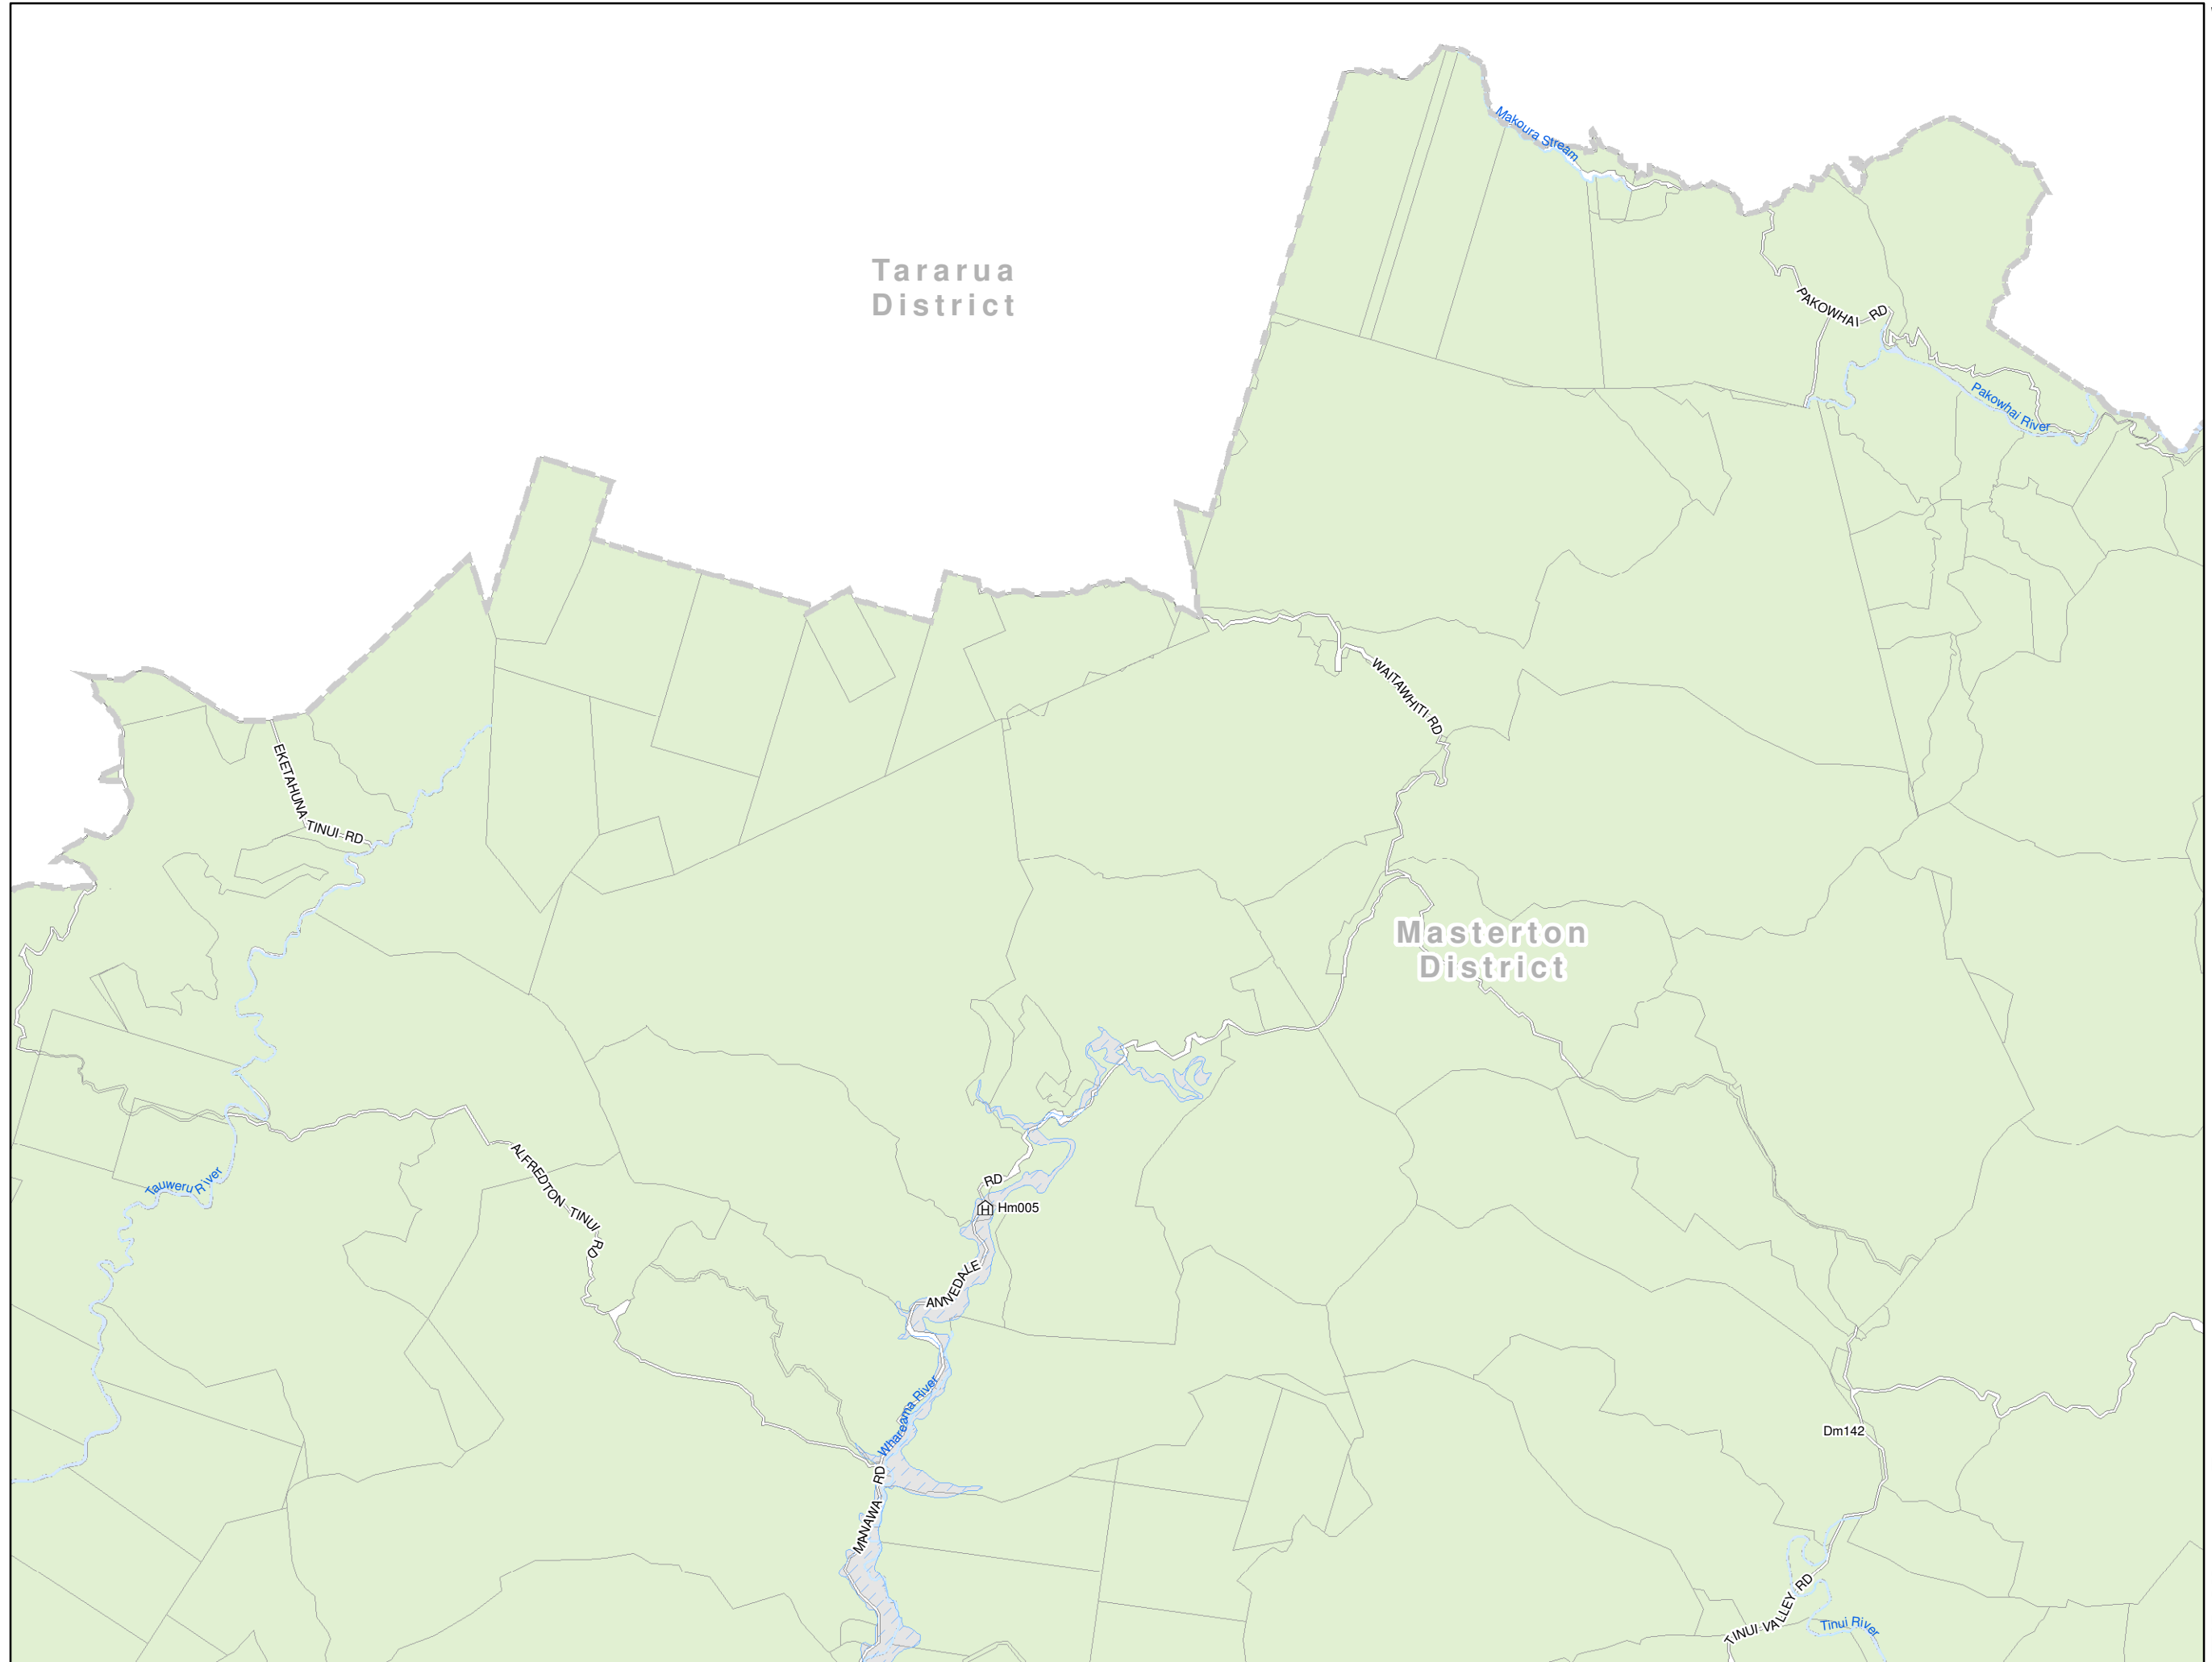 Makoura Stream
Tararua
District
PAKOWHAI RD
Pakowhai River
WAITAWHITI RD
EKETAHUNA TINUI RD
Masterton
District
ALFREDTON TINUI RD
Tauweru River
RD
H Hm005
ANNEDALE
Whareama River
Dm142
MANAWA RD
TINUI VALLEY RD
Tinui River